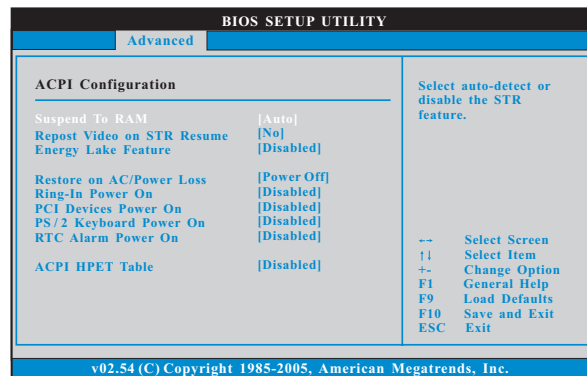 BIOS SETUP UTILITY
Advanced
ACPI Configuration
Suspend To RAM [Auto]
Repost Video on STR Resume [No]
Energy Lake Feature [Disabled]
Restore on AC/Power Loss [Power Off]
Ring-In Power On [Disabled]
PCI Devices Power On [Disabled]
PS/2 Keyboard Power On [Disabled]
RTC Alarm Power On [Disabled]
ACPI HPET Table [Disabled]
Select auto-detect or
disable the STR
feature.
←→ Select Screen
↑↓ Select Item
+- Change Option
F1 General Help
F9 Load Defaults
F10 Save and Exit
ESC Exit
v02.54 (C) Copyright 1985-2005, American Megatrends, Inc.